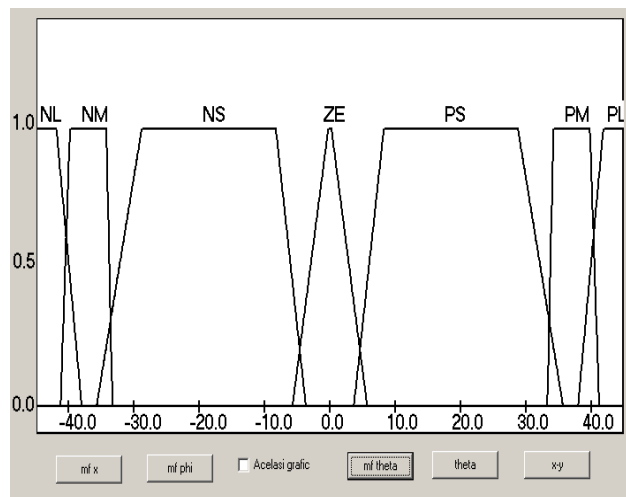 NL NM NS ZE PS PM PL
1.0
0.5
0.0
-40.0 -30.0 -20.0 -10.0 0.0 10.0 20.0 30.0 40.0
mf x mf phi Acelasi grafic mf theta theta x-y